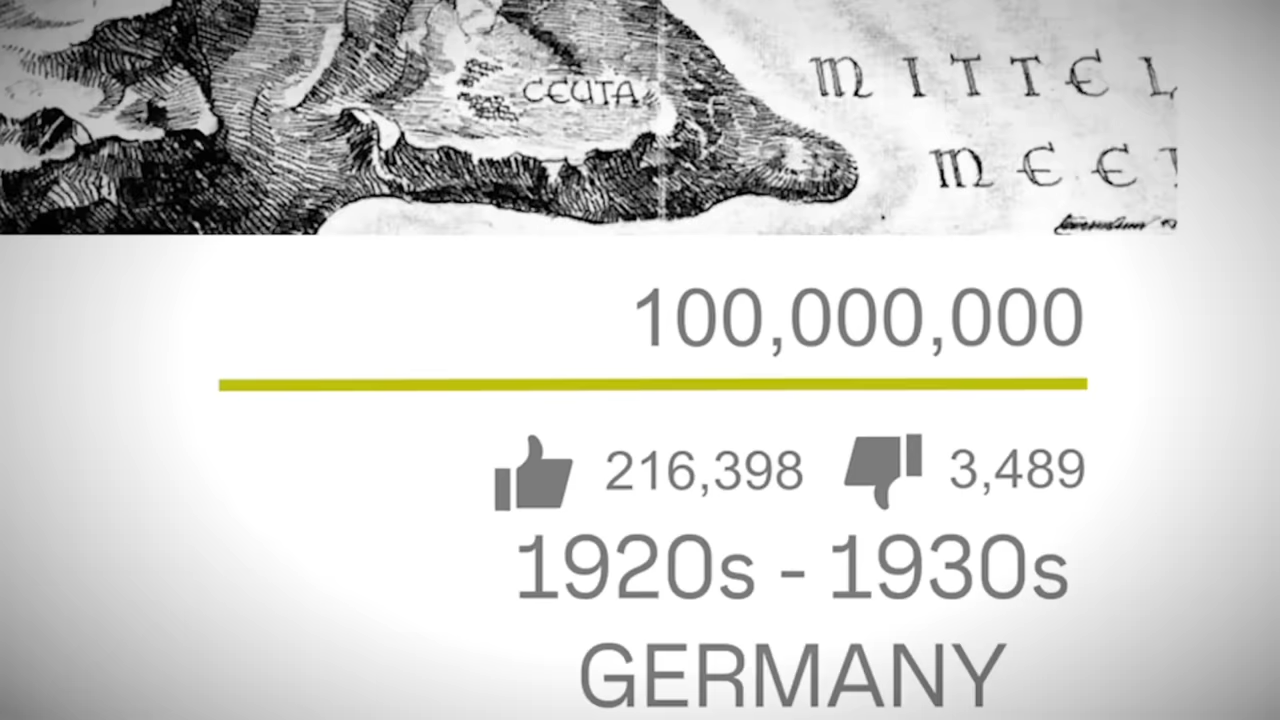 CEUTA
MITTEL
MEE
100,000,000
216,398 3,489
1920s - 1930s
GERMANY